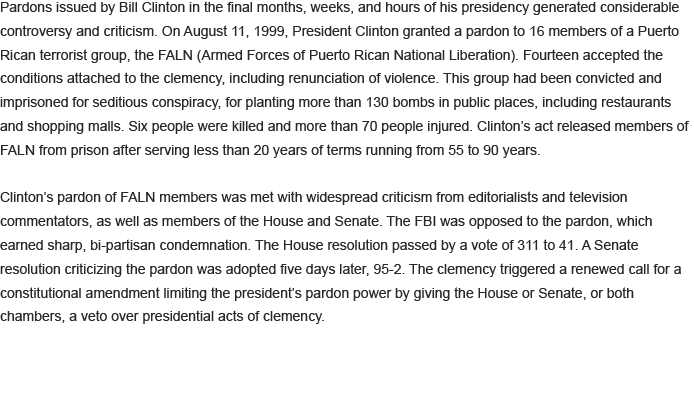 Pardons issued by Bill Clinton in the final months, weeks, and hours of his presidency generated considerable
controversy and criticism. On August 11, 1999, President Clinton granted a pardon to 16 members of a Puerto
Rican terrorist group, the FALN (Armed Forces of Puerto Rican National Liberation). Fourteen accepted the
conditions attached to the clemency, including renunciation of violence. This group had been convicted and
imprisoned for seditious conspiracy, for planting more than 130 bombs in public places, including restaurants
and shopping malls. Six people were killed and more than 70 people injured. Clinton’s act released members of
FALN from prison after serving less than 20 years of terms running from 55 to 90 years.

Clinton’s pardon of FALN members was met with widespread criticism from editorialists and television
commentators, as well as members of the House and Senate. The FBI was opposed to the pardon, which
earned sharp, bi-partisan condemnation. The House resolution passed by a vote of 311 to 41. A Senate
resolution criticizing the pardon was adopted five days later, 95-2. The clemency triggered a renewed call for a
constitutional amendment limiting the president’s pardon power by giving the House or Senate, or both
chambers, a veto over presidential acts of clemency.